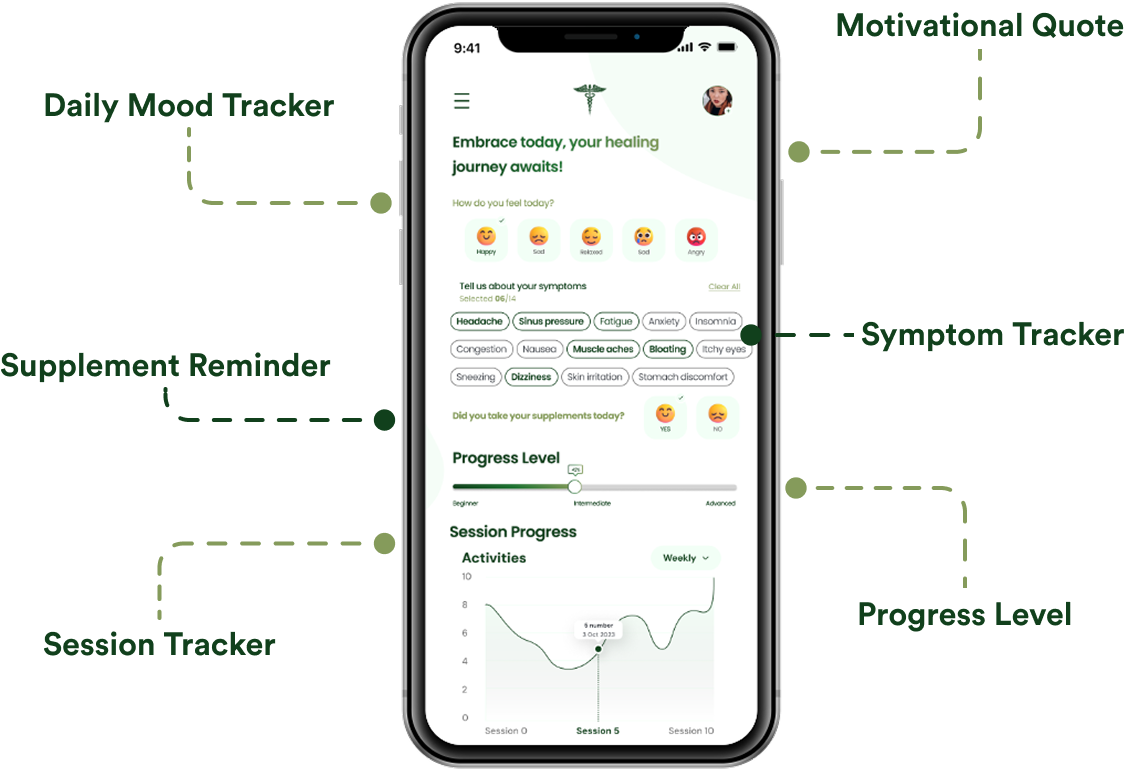 Motivational Quote
Daily Mood Tracker
Supplement Reminder
Session Tracker
Symptom Tracker
Progress Level
9:41
Embrace today, your healing
journey awaits!
How do you feel today?
Happy Sad Relaxed Sad Angry
Tell us about your symptoms Clear All
Selected 06/14
Headache Sinus pressure Fatigue Anxiety Insomnia
Congestion Nausea Muscle aches Bloating Itchy eyes
Sneezing Dizziness Skin irritation Stomach discomfort
Did you take your supplements today? YES NO
Progress Level
Beginner Intermediate Advanced
Session Progress
Activities Weekly
10
8
6
4
2
0
number
3 Oct 2023
Session 0 Session 5 Session 10